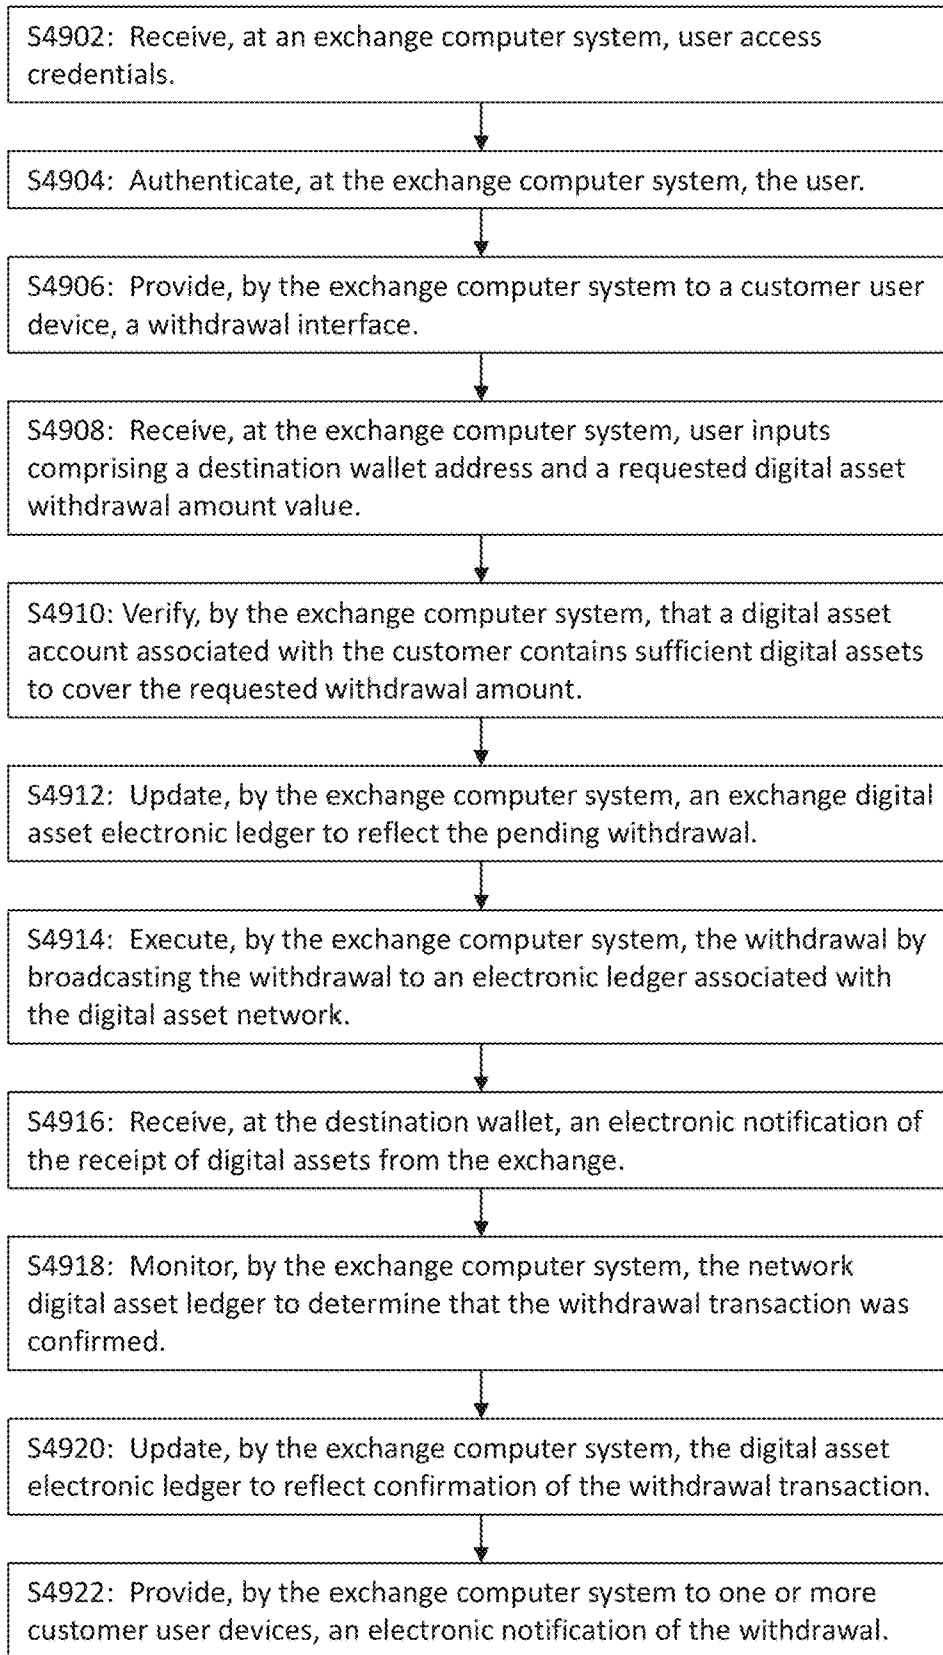 S4902: Receive, at an exchange computer system, user access
credentials.
S4904: Authenticate, at the exchange computer system, the user.
S4906: Provide, by the exchange computer system to a customer user
device, a withdrawal interface.
S4908: Receive, at the exchange computer system, user inputs
comprising a destination wallet address and a requested digital asset
withdrawal amount value.
S4910: Verify, by the exchange computer system, that a digital asset
account associated with the customer contains sufficient digital assets
to cover the requested withdrawal amount.
S4912: Update, by the exchange computer system, an exchange digital
asset electronic ledger to reflect the pending withdrawal.
S4914: Execute, by the exchange computer system, the withdrawal by
broadcasting the withdrawal to an electronic ledger associated with
the digital asset network.
S4916: Receive, at the destination wallet, an electronic notification of
the receipt of digital assets from the exchange.
S4918: Monitor, by the exchange computer system, the network
digital asset ledger to determine that the withdrawal transaction was
confirmed.
S4920: Update, by the exchange computer system, the digital asset
electronic ledger to reflect confirmation of the withdrawal transaction.
S4922: Provide, by the exchange computer system to one or more
customer user devices, an electronic notification of the withdrawal.